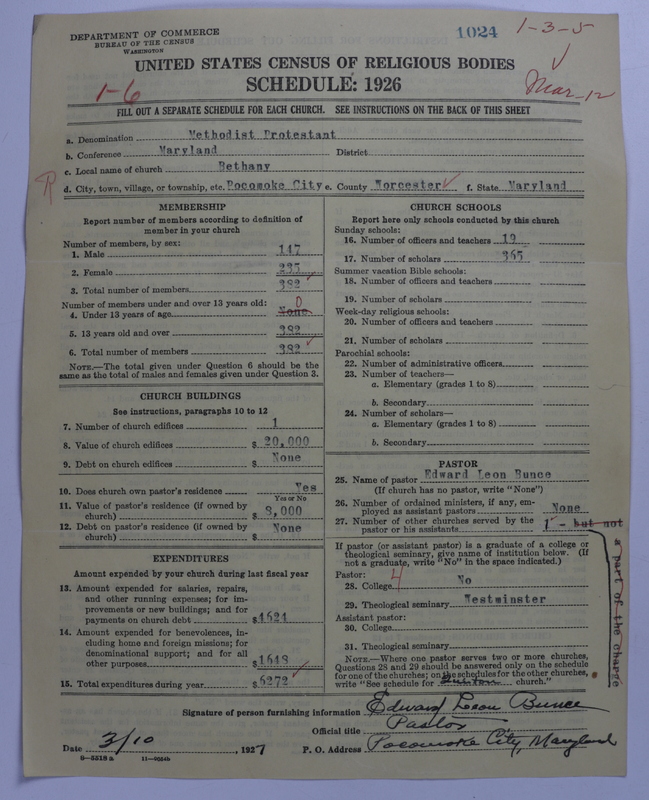 DEPARTMENT OF COMMERCE
BUREAU OF THE CENSUS
WASHINGTON
1024
1-3-5
Mar-12
1-6
R
UNITED STATES CENSUS OF RELIGIOUS BODIES
SCHEDULE: 1926
FILL OUT A SEPARATE SCHEDULE FOR EACH CHURCH. SEE INSTRUCTIONS ON THE BACK OF THIS SHEET
a. Denomination Methodist Protestant
b. Conference Maryland District
c. Local name of church Bethany
d. City, town, village, or township, etc. Pocomoke City e. County Worcester f. State Maryland
MEMBERSHIP
Report number of members according to definition of
member in your church
Number of members, by sex:
1. Male 147
2. Female 235
3. Total number of members 382
Number of members under and over 13 years old:
4. Under 13 years of age None 0
5. 13 years old and over 382
6. Total number of members 382
NOTE.—The total given under Question 6 should be
same as the total of males and females given under Question 3.
CHURCH BUILDINGS
See instructions, paragraphs 10 to 12
7. Number of church edifices 1
8. Value of church edifices $ 20,000
9. Debt on church edifices $ None
10. Does church own pastor's residence Yes
Yes or No
11. Value of pastor's residence (if owned by
church) $ 8,000
12. Debt on pastor's residence (if owned by
church) $ None
EXPENDITURES
Amount expended by your church during last fiscal year
13. Amount expended for salaries, repairs,
and other running expenses; for im-
provements or new buildings; and for
payments on church debt $ 4624
14. Amount expended for benevolences, in-
cluding home and foreign missions; for
denominational support; and for all
other purposes $ 1648
15. Total expenditures during year $ 6272
CHURCH SCHOOLS
Report here only schools conducted by this church
Sunday schools:
16. Number of officers and teachers 19
17. Number of scholars 365
Summer vacation Bible schools:
18. Number of officers and teachers
19. Number of scholars
Week-day religious schools:
20. Number of officers and teachers
21. Number of scholars
Parochial schools:
22. Number of administrative officers
23. Number of teachers—
a. Elementary (grades 1 to 8)
b. Secondary
24. Number of scholars—
a. Elementary (grades 1 to 8)
b. Secondary
PASTOR
25. Name of pastor Edward Leon Bunce
(If church has no pastor, write "None")
26. Number of ordained ministers, if any, em-
ployed as assistant pastors None
27. Number of other churches served by the
pastor or his assistants 1 - but not
a part of the charge
If pastor (or assistant pastor) is a graduate of a college or
theological seminary, give name of institution below. (If
not a graduate, write "No" in the space indicated.)
Pastor:
28. College 4 No
29. Theological seminary Westminster
Assistant pastor:
30. College
31. Theological seminary
NOTE.—Where one pastor serves two or more churches,
Questions 28 and 29 should be answered only on the schedule
for one of the churches; on the schedules for the other churches,
write "See schedule for church."
Signature of person furnishing information Edward Leon Bunce
Official title Pastor
Date 3/10, 1927 P. O. Address Pocomoke City, Maryland